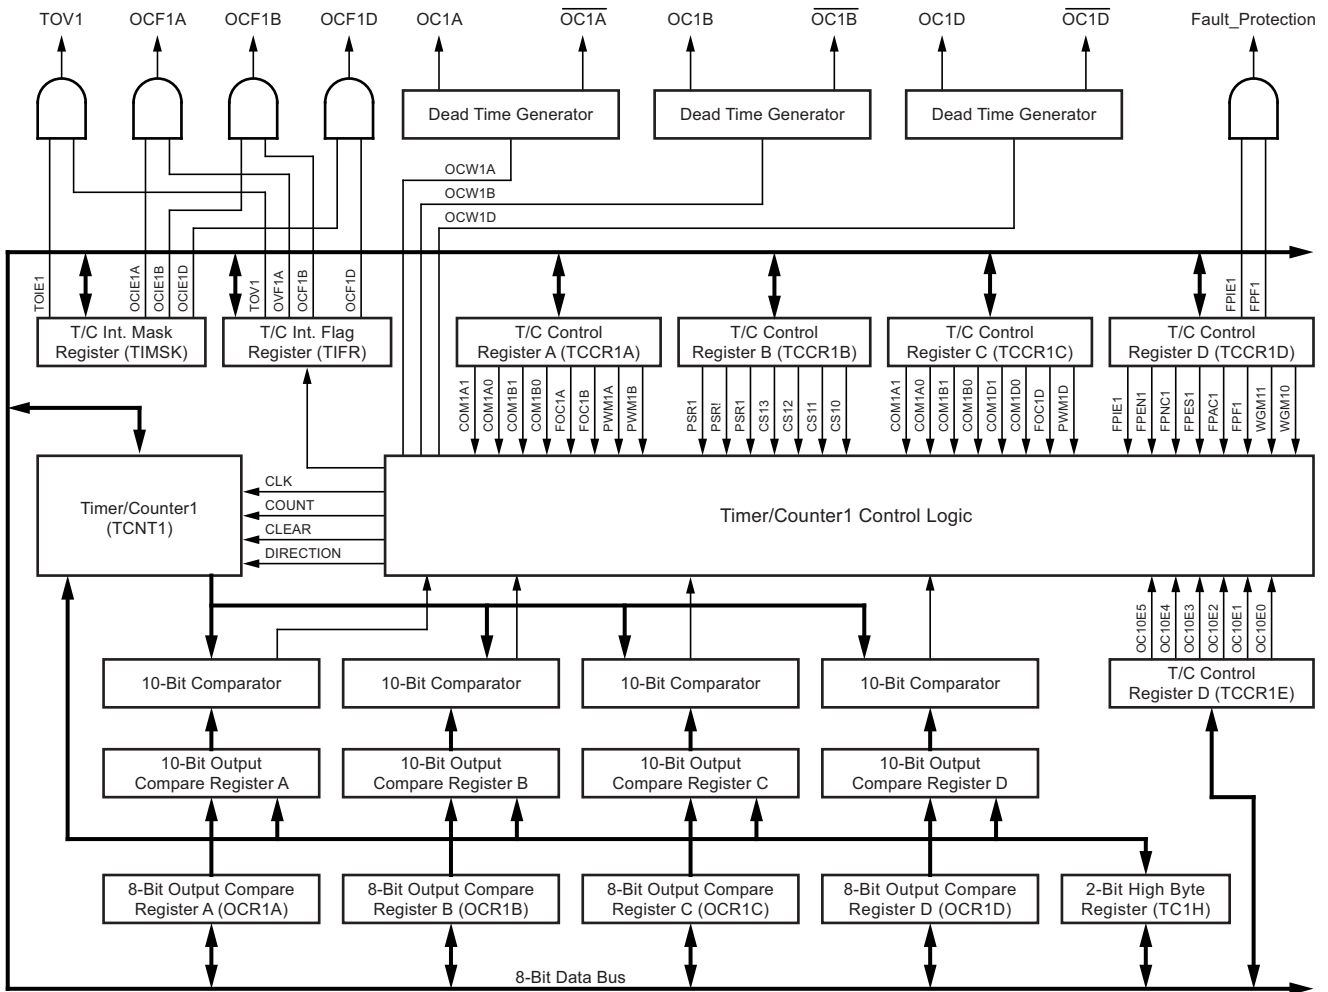 TOV1
OCF1A
OCF1B
OCF1D
OC1A
OC1A
OC1B
OC1B
OC1D
OC1D
Fault_Protection
Dead Time Generator
Dead Time Generator
Dead Time Generator
OCW1A
OCW1B
OCW1D
TOIE1
OCIE1A
OCIE1B
OCIE1D
TOV1
OVF1A
OCF1B
OCF1D
FPIE1
FPF1
T/C Int. Mask
Register (TIMSK)
T/C Int. Flag
Register (TIFR)
T/C Control
Register A (TCCR1A)
T/C Control
Register B (TCCR1B)
T/C Control
Register C (TCCR1C)
T/C Control
Register D (TCCR1D)
COM1A1
COM1A0
COM1B1
COM1B0
FOC1A
FOC1B
PWM1A
PWM1B
PSR1
PSR!
PSR1
CS13
CS12
CS11
CS10
COM1A1
COM1A0
COM1B1
COM1B0
COM1D1
COM1D0
FOC1D
PWM1D
FPIE1
FPEN1
FPNC1
FPES1
FPAC1
FPF1
WGM11
WGM10
Timer/Counter1
(TCNT1)
CLK
COUNT
CLEAR
DIRECTION
Timer/Counter1 Control Logic
OC10E5
OC10E4
OC10E3
OC10E2
OC10E1
OC10E0
10-Bit Comparator
10-Bit Comparator
10-Bit Comparator
10-Bit Comparator
T/C Control
Register D (TCCR1E)
10-Bit Output
Compare Register A
10-Bit Output
Compare Register B
10-Bit Output
Compare Register C
10-Bit Output
Compare Register D
8-Bit Output Compare
Register A (OCR1A)
8-Bit Output Compare
Register B (OCR1B)
8-Bit Output Compare
Register C (OCR1C)
8-Bit Output Compare
Register D (OCR1D)
2-Bit High Byte
Register (TC1H)
8-Bit Data Bus